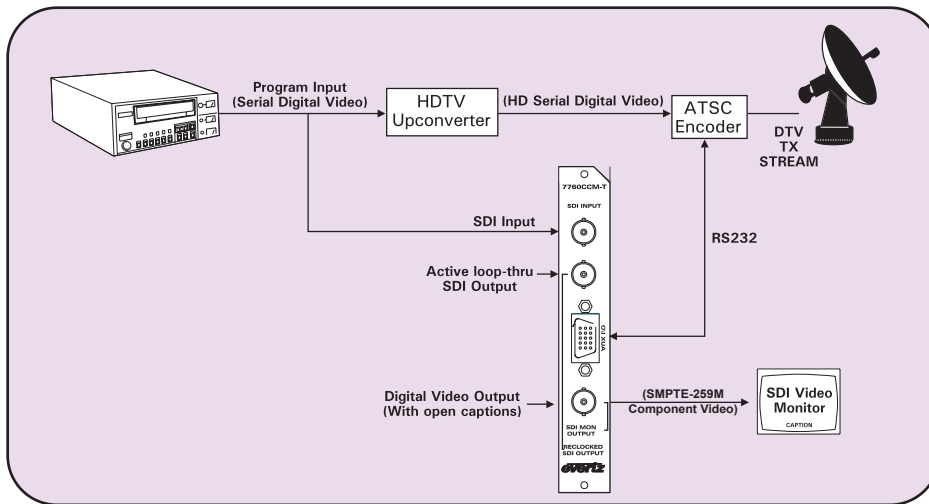 Program Input
(Serial Digital Video)
HDTV
Upconverter
(HD Serial Digital Video)
ATSC
Encoder
DTV
TX
STREAM
7760CCM-T
SDI INPUT
SDI Input
RS232
Active loop-thru
SDI Output
AUX I/O
Digital Video Output
(With open captions)
(SMPTE-259M
Component Video)
SDI Video
Monitor
CAPTION
SDI MON
OUTPUT
RECLOCKED
SDI OUTPUT
evertz